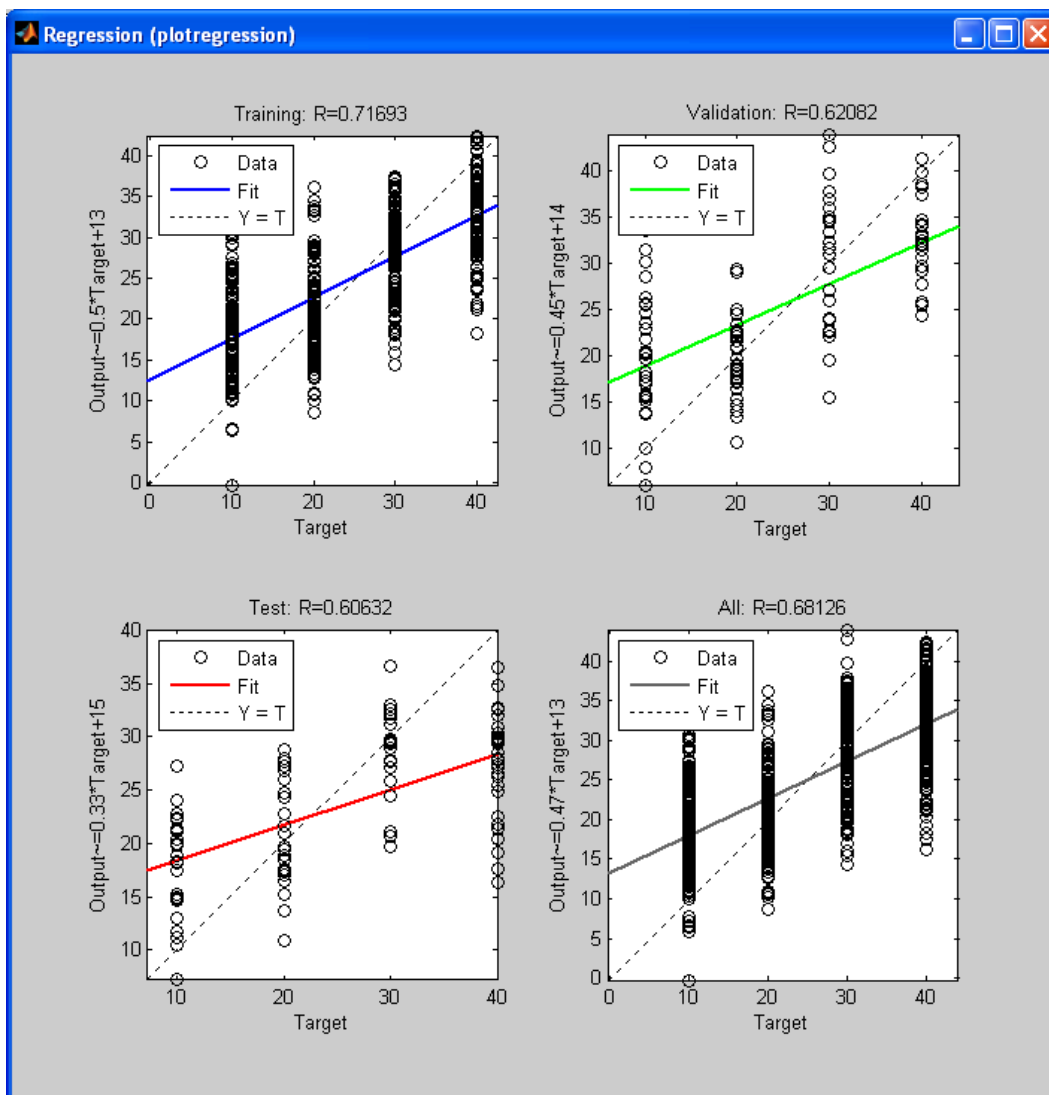 Regression (plotregression)
Training: R=0.71693
Output~=0.5*Target+13
40
35
30
25
20
15
10
5
0
Data
Fit
Y = T
0 10 20 30 40
Target
Validation: R=0.62082
Output~=0.45*Target+14
40
35
30
25
20
15
10
Data
Fit
Y = T
10 20 30 40
Target
Test: R=0.60632
Output~=0.33*Target+15
40
35
30
25
20
15
10
Data
Fit
Y = T
10 20 30 40
Target
All: R=0.68126
Output~=0.47*Target+13
40
35
30
25
20
15
10
5
0
Data
Fit
Y = T
0 10 20 30 40
Target